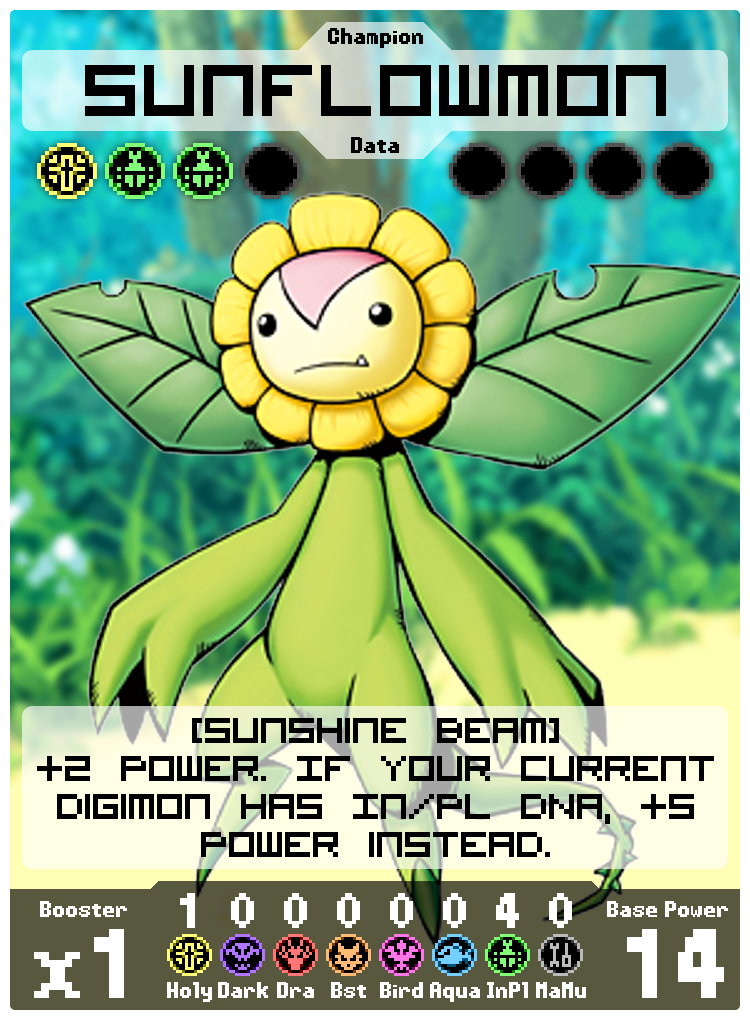 Champion
SUNFLOWMON
Data
[SUNSHINE BEAM]
+2 POWER. IF YOUR CURRENT
DIGIMON HAS IN/PL DNA, +5
POWER INSTEAD.
Booster 1 0 0 0 0 0 4 0 Base Power
x1 14
Holy Dark Dra Bst Bird Aqua InPl MaMu